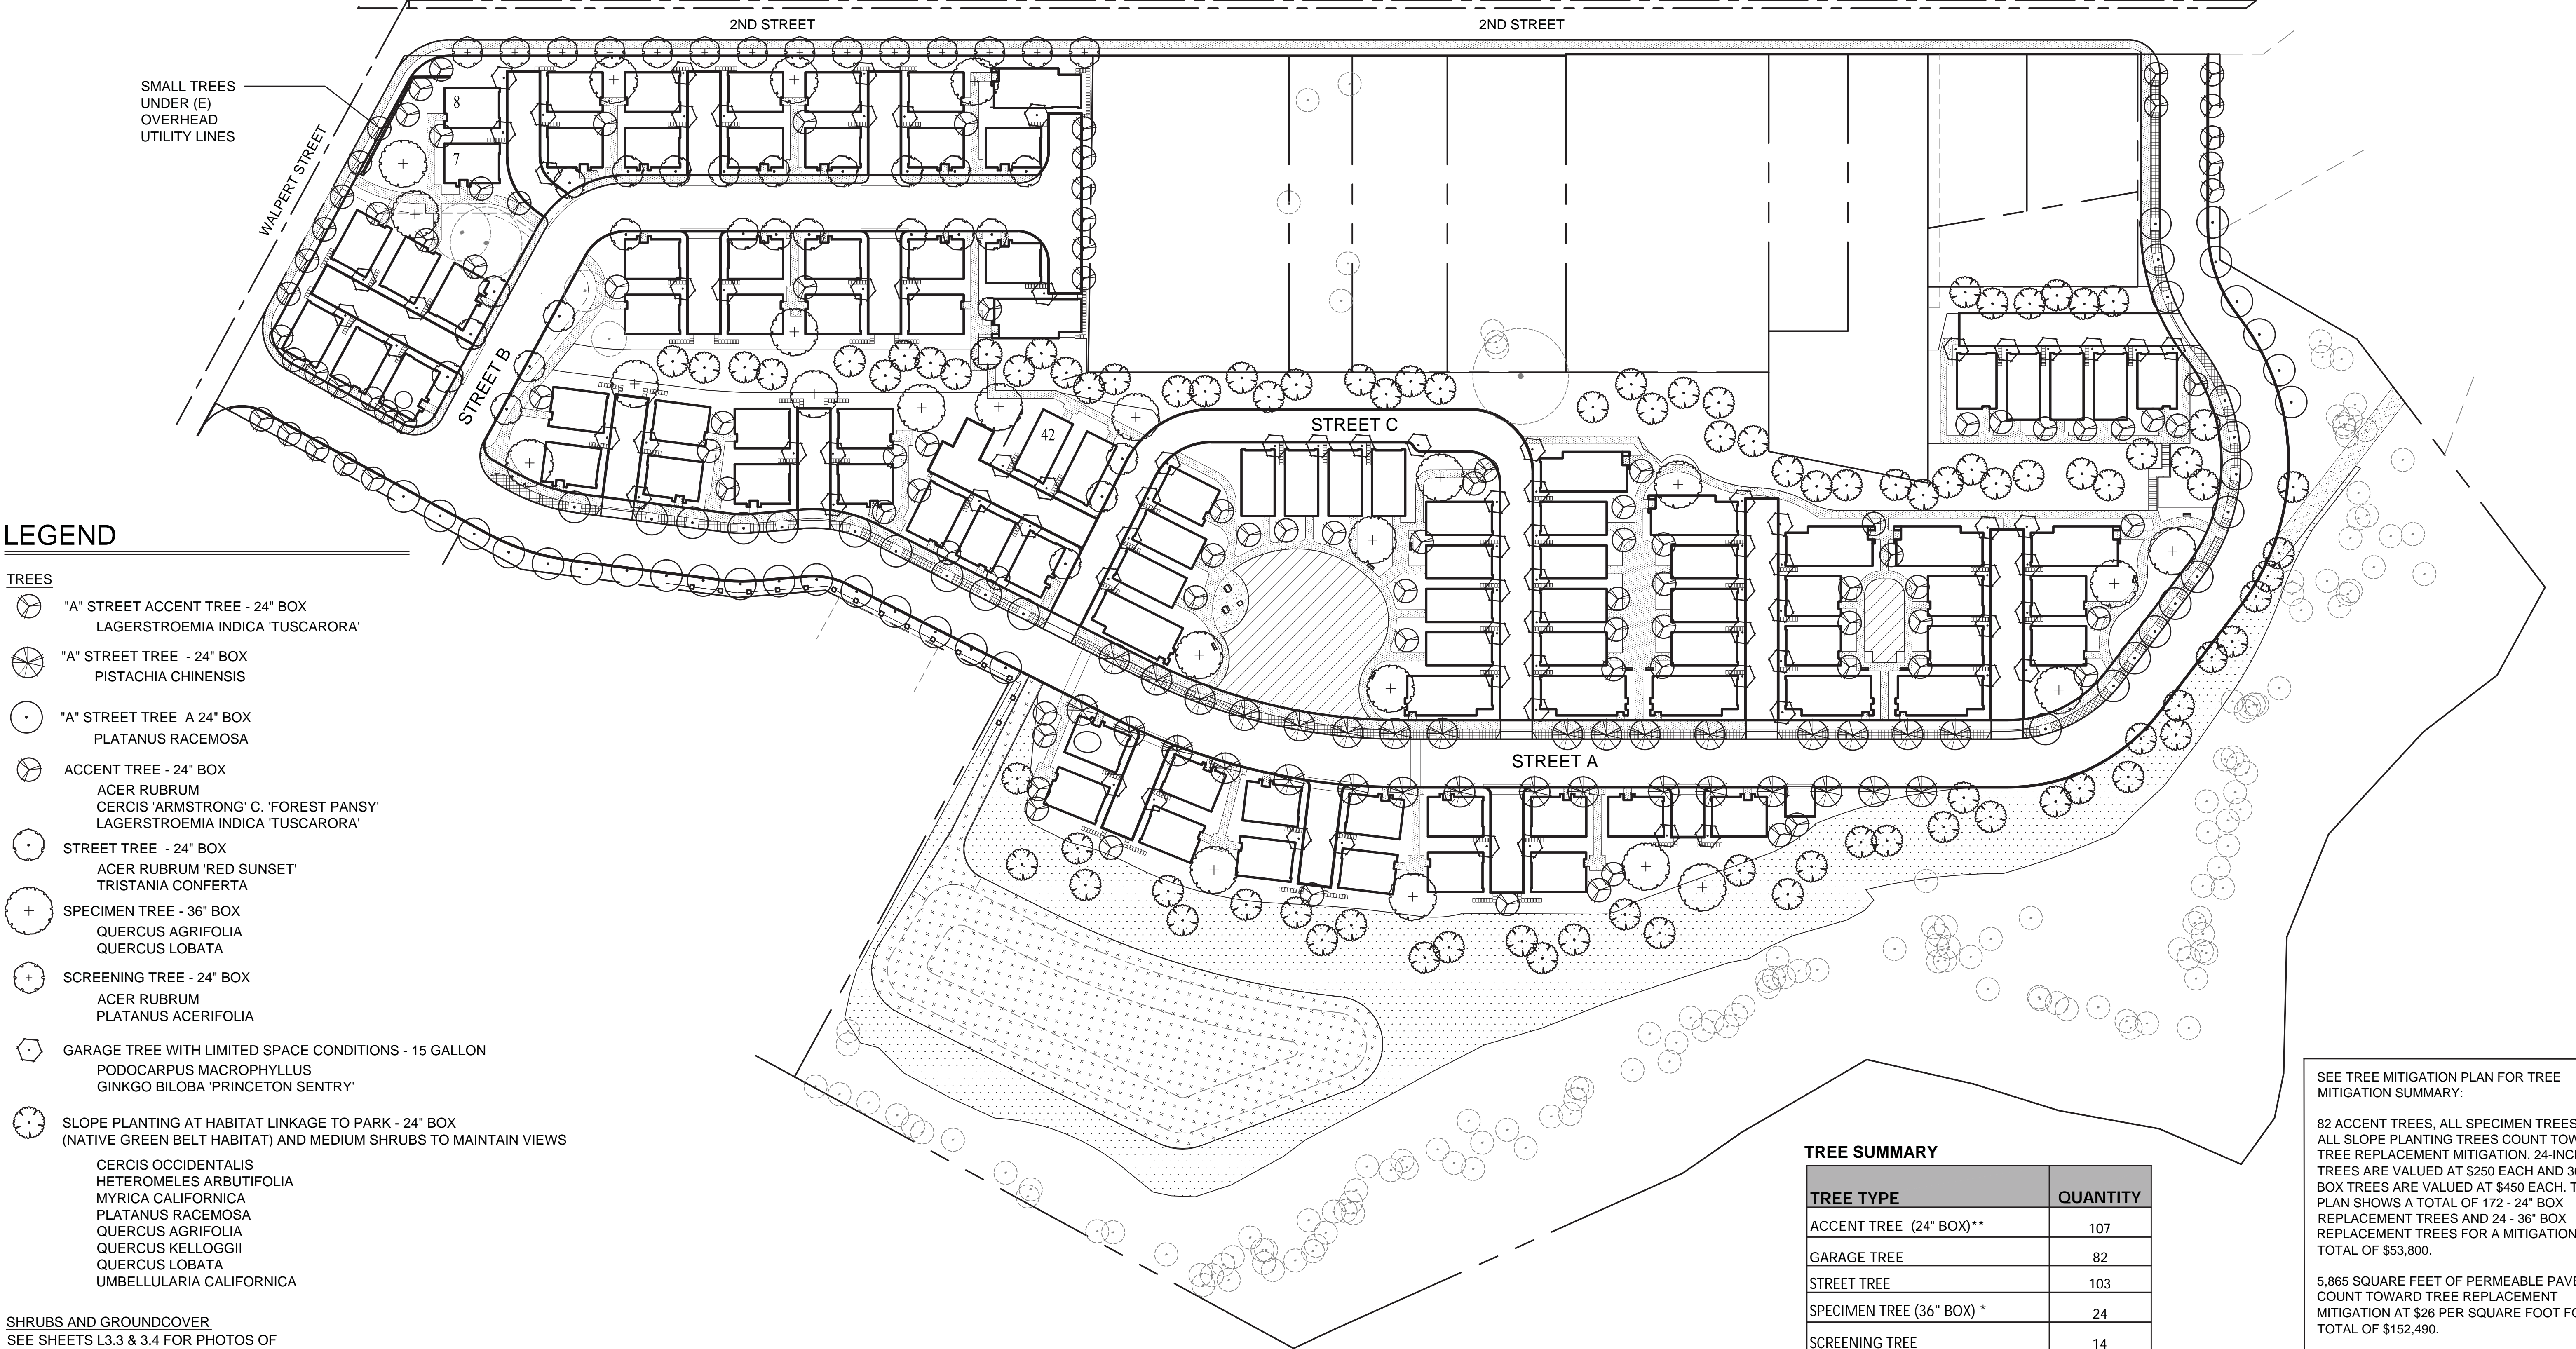 2ND STREET
2ND STREET
SMALL TREES
UNDER (E)
OVERHEAD
UTILITY LINES
WALPERT STREET
8
7
STREET B
42
STREET C
STREET A
LEGEND
TREES
"A" STREET ACCENT TREE - 24" BOX
LAGERSTROEMIA INDICA 'TUSCARORA'
"A" STREET TREE - 24" BOX
PISTACHIA CHINENSIS
"A" STREET TREE A 24" BOX
PLATANUS RACEMOSA
ACCENT TREE - 24" BOX
ACER RUBRUM
CERCIS 'ARMSTRONG' C. 'FOREST PANSY'
LAGERSTROEMIA INDICA 'TUSCARORA'
STREET TREE - 24" BOX
ACER RUBRUM 'RED SUNSET'
TRISTANIA CONFERTA
SPECIMEN TREE - 36" BOX
QUERCUS AGRIFOLIA
QUERCUS LOBATA
SCREENING TREE - 24" BOX
ACER RUBRUM
PLATANUS ACERIFOLIA
GARAGE TREE WITH LIMITED SPACE CONDITIONS - 15 GALLON
PODOCARPUS MACROPHYLLUS
GINKGO BILOBA 'PRINCETON SENTRY'
SLOPE PLANTING AT HABITAT LINKAGE TO PARK - 24" BOX
(NATIVE GREEN BELT HABITAT) AND MEDIUM SHRUBS TO MAINTAIN VIEWS
CERCIS OCCIDENTALIS
HETEROMELES ARBUTIFOLIA
MYRICA CALIFORNICA
PLATANUS RACEMOSA
QUERCUS AGRIFOLIA
QUERCUS KELLOGGII
QUERCUS LOBATA
UMBELLULARIA CALIFORNICA
SHRUBS AND GROUNDCOVER
SEE SHEETS L3.3 & 3.4 FOR PHOTOS OF
TREE SUMMARY
TREE TYPE QUANTITY
ACCENT TREE (24" BOX)** 107
GARAGE TREE 82
STREET TREE 103
SPECIMEN TREE (36" BOX) * 24
SCREENING TREE 14
SEE TREE MITIGATION PLAN FOR TREE
MITIGATION SUMMARY:
82 ACCENT TREES, ALL SPECIMEN TREES
ALL SLOPE PLANTING TREES COUNT
TREE REPLACEMENT MITIGATION.
TREES ARE VALUED AT $250 EACH AND
BOX TREES ARE VALUED AT $450 EACH.
PLAN SHOWS A TOTAL OF 172 - 24" BOX
REPLACEMENT TREES AND 24 - 36" BOX
REPLACEMENT TREES FOR A MITIGATION
TOTAL OF $53,800.
5,865 SQUARE FEET OF PERMEABLE
COUNT TOWARD TREE REPLACEMENT
MITIGATION AT $26 PER SQUARE FOOT
TOTAL OF $152,490.